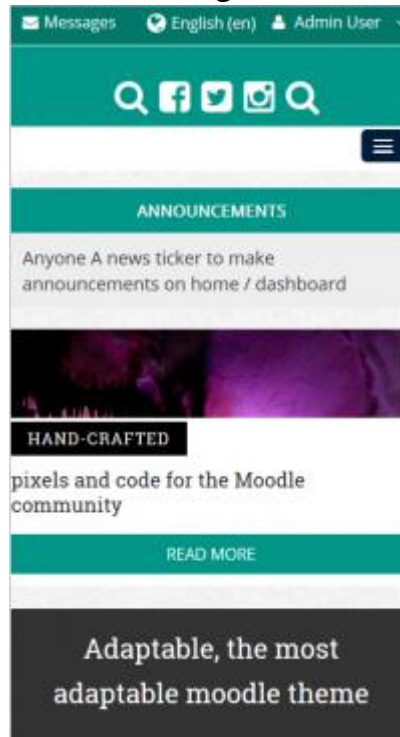 Messages English (en) Admin User
ANNOUNCEMENTS
Anyone A news ticker to make
announcements on home / dashboard
HAND-CRAFTED
pixels and code for the Moodle
community
READ MORE
Adaptable, the most
adaptable moodle theme